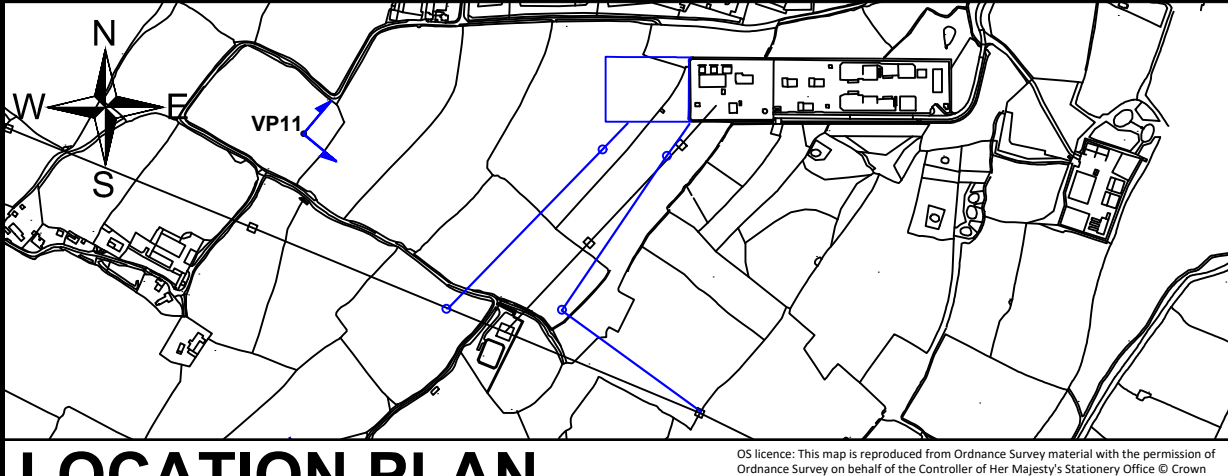 N
W E
VP11
S
LOCATION PLAN
OS licence: This map is reproduced from Ordnance Survey material with the permission of
Ordnance Survey on behalf of the Controller of Her Majesty's Stationery Office © Crown